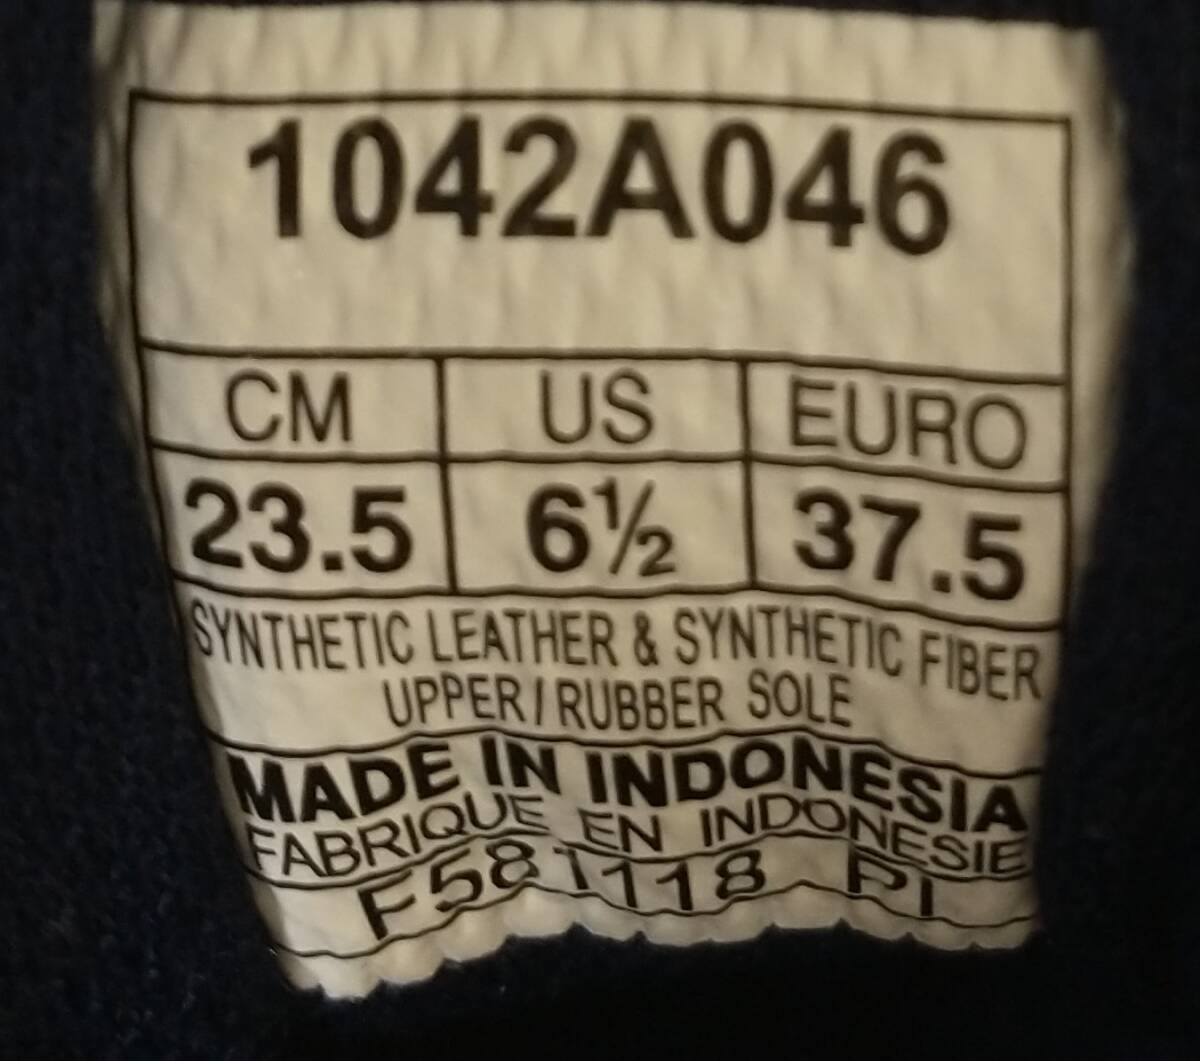 1042A046
CM US EURO
23.5 6½ 37.5
SYNTHETIC LEATHER & SYNTHETIC FIBER
UPPER / RUBBER SOLE
MADE IN INDONESIA
FABRIQUE EN INDONESIE
F581118 PI